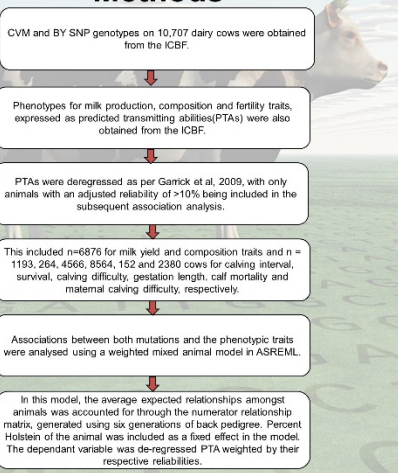 CVM and BY SNP genotypes on 10,707 dairy cows were obtained
from the ICBF.
Phenotypes for milk production, composition and fertility traits,
expressed as predicted transmitting abilities(PTAs) were also
obtained from the ICBF.
PTAs were deregressed as per Garrick et al, 2009, with only
animals with an adjusted reliability of >10% being included in the
subsequent association analysis.
This included n=6876 for milk yield and composition traits and n =
1193, 264, 4566, 8564, 152 and 2380 cows for calving interval,
survival, calving difficulty, gestation length. calf mortality and
maternal calving difficulty, respectively.
Associations between both mutations and the phenotypic traits
were analysed using a weighted mixed animal model in ASREML.
In this model, the average expected relationships amongst
animals was accounted for through the numerator relationship
matrix, generated using six generations of back pedigree. Percent
Holstein of the animal was included as a fixed effect in the model.
The dependant variable was de-regressed PTA weighted by their
respective reliabilities.